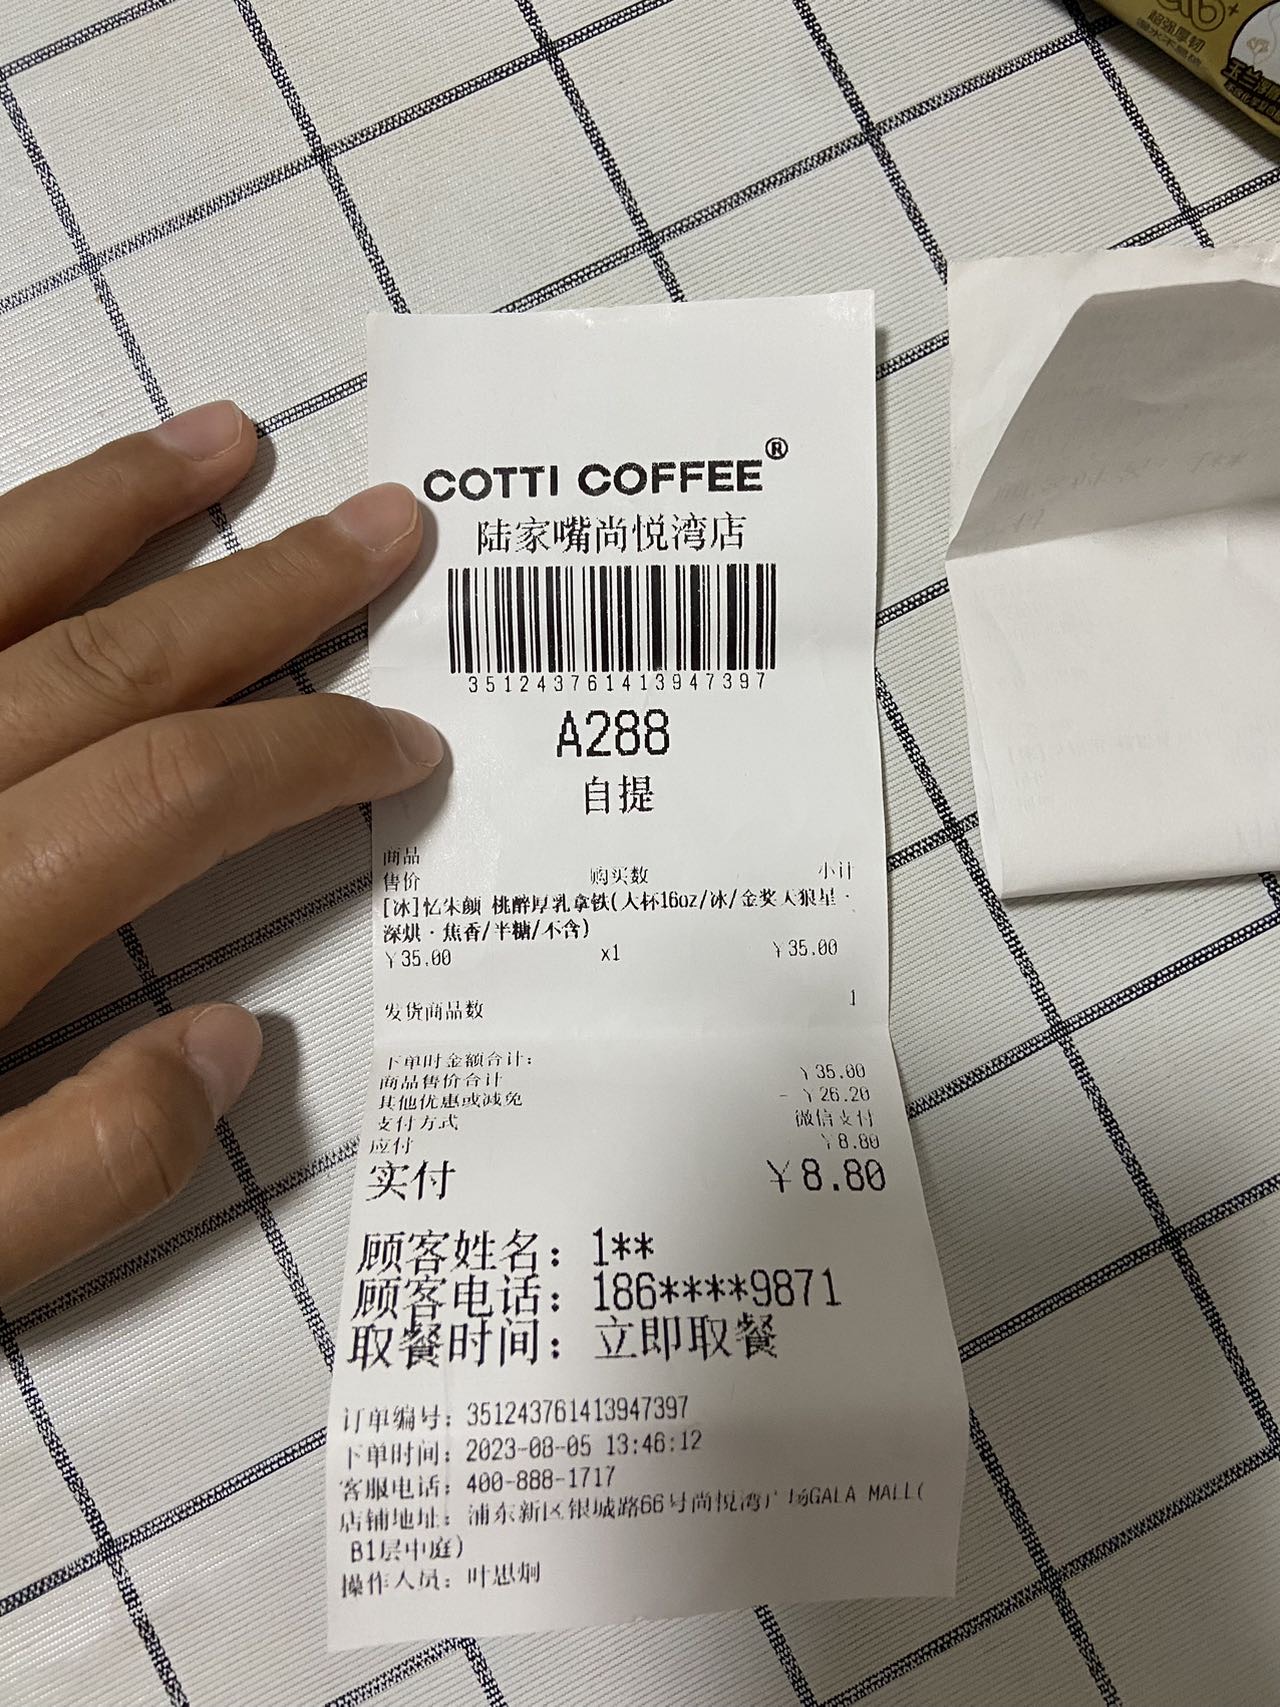 COTTI COFFEE®
陆家嘴尚悦湾店
351243761413947397
A288
自提
商品
售价 购买数 小计
[冰]忆朱颜 桃醉厚乳拿铁(大杯16oz/冰/金奖天狼星·
深烘·焦香/半糖/不含)
￥35.00 x1 ￥35.00
发货商品数 1
下单时金额合计:
商品售价合计 ￥35.00
其他优惠或减免 -￥26.20
支付方式 微信支付
应付 ￥8.80
实付 ￥8.80
顾客姓名: 1**
顾客电话: 186****9871
取餐时间: 立即取餐
订单编号: 351243761413947397
下单时间: 2023-08-05 13:46:12
客服电话: 400-888-1717
店铺地址: 浦东新区银城路66号尚悦湾广场GALA MALL(
B1层中庭)
操作人员: 叶思炯
超强厚韧